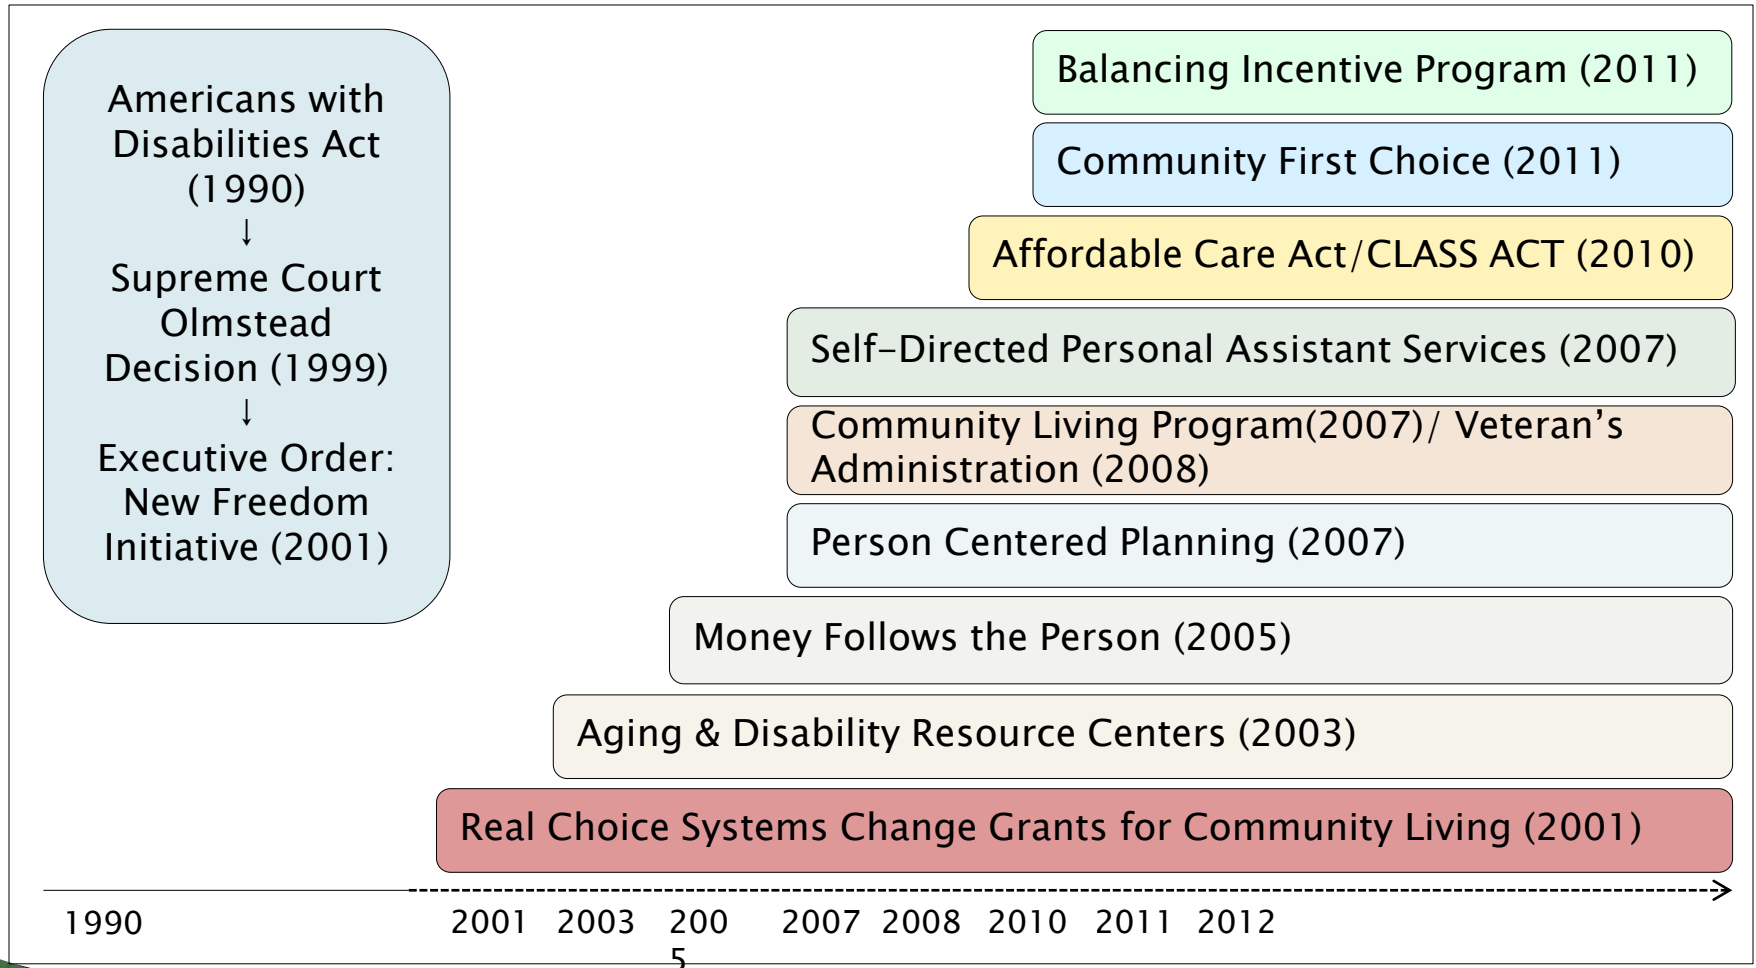 Americans with
Disabilities Act
(1990)
↓
Supreme Court
Olmstead
Decision (1999)
↓
Executive Order:
New Freedom
Initiative (2001)
Balancing Incentive Program (2011)
Community First Choice (2011)
Affordable Care Act/CLASS ACT (2010)
Self–Directed Personal Assistant Services (2007)
Community Living Program(2007)/ Veteran’s
Administration (2008)
Person Centered Planning (2007)
Money Follows the Person (2005)
Aging & Disability Resource Centers (2003)
Real Choice Systems Change Grants for Community Living (2001)
1990 2001 2003 200 2007 2008 2010 2011 2012
5